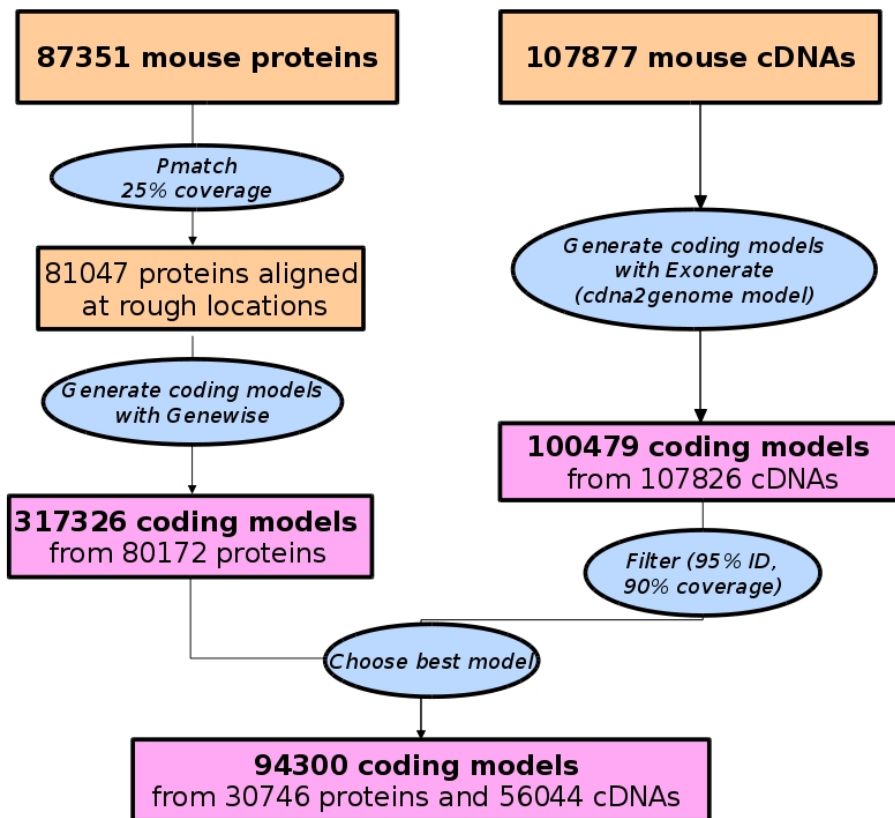 87351 mouse proteins
107877 mouse cDNAs
Pmatch
25% coverage
81047 proteins aligned
at rough locations
Generate coding models
with Exonerate
(cdna2genome model)
Generate coding models
with Genewise
100479 coding models
from 107826 cDNAs
317326 coding models
from 80172 proteins
Filter (95% ID,
90% coverage)
Choose best model
94300 coding models
from 30746 proteins and 56044 cDNAs